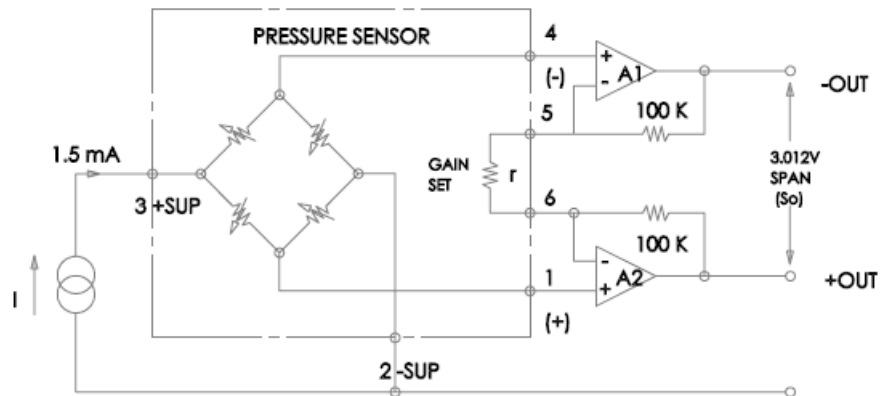 PRESSURE SENSOR
4
(-)
+
A1
-
-OUT
5
100 K
1.5 mA
GAIN
SET
r
3.012V
SPAN
(So)
3 +SUP
6
100 K
-
A2
+
+OUT
1
(+)
I
2 -SUP